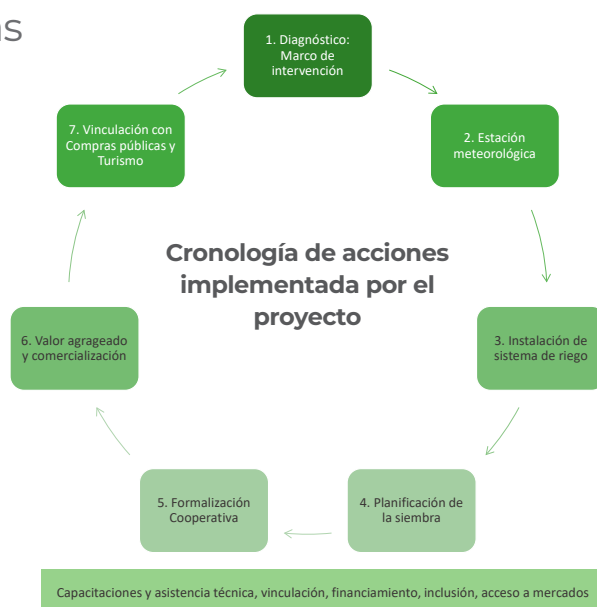 as
1. Diagnóstico:
Marco de
intervención
2. Estación
meteorológica
3. Instalación de
sistema de riego
4. Planificación de
la siembra
5. Formalización
Cooperativa
6. Valor agrageado
y comercialización
7. Vinculación con
Compras públicas y
Turismo
Cronología de acciones
implementada por el
proyecto
Capacitaciones y asistencia técnica, vinculación, financiamiento, inclusión, acceso a mercados